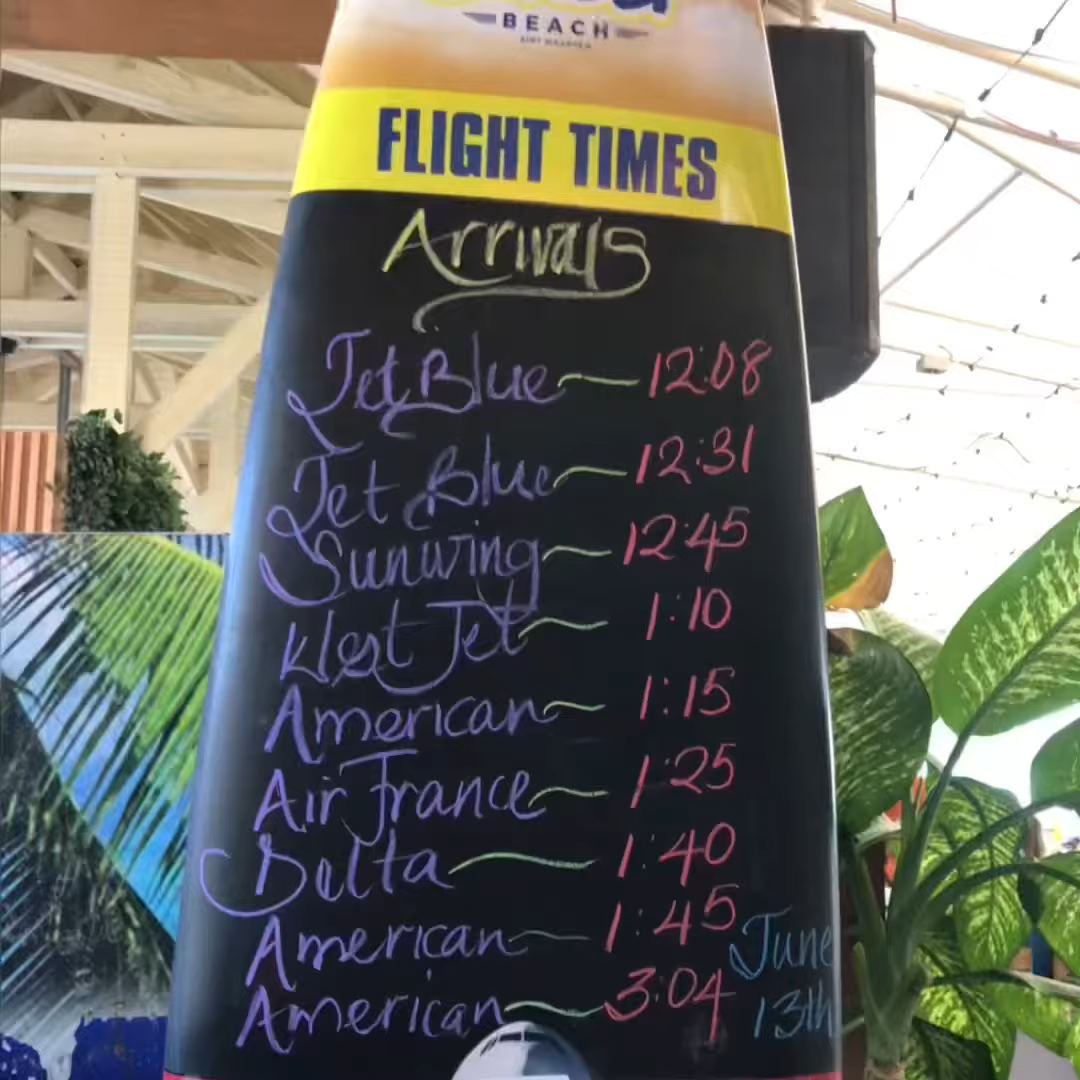 BEACH
FLIGHT TIMES
Arrivals
Jet Blue 12:08
Jet Blue 12:31
Sunwing 12:45
West Jet 1:10
American 1:15
Air France 1:25
Delta 1:40
American 1:45
American 3:04
June
13th